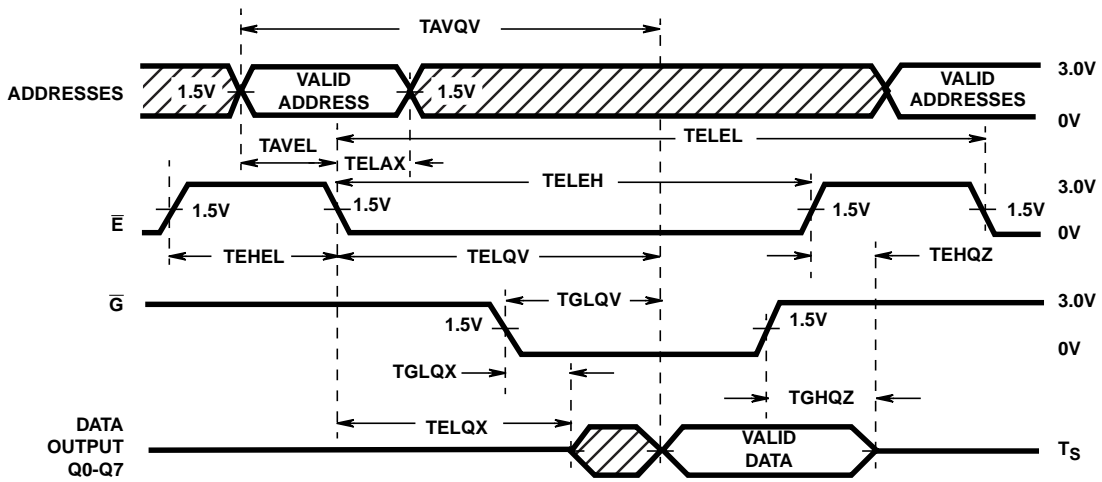 TAVQV
ADDRESSES
1.5V
VALID
ADDRESS
1.5V
VALID
ADDRESSES
3.0V
0V
TAVEL
TELAX
TELEL
TELEH
E
1.5V
1.5V
1.5V
1.5V
3.0V
0V
TEHEL
TELQV
TEHQZ
G
TGLQV
1.5V
1.5V
3.0V
0V
TGLQX
TGHQZ
TELQX
DATA
OUTPUT
Q0-Q7
VALID
DATA
TS